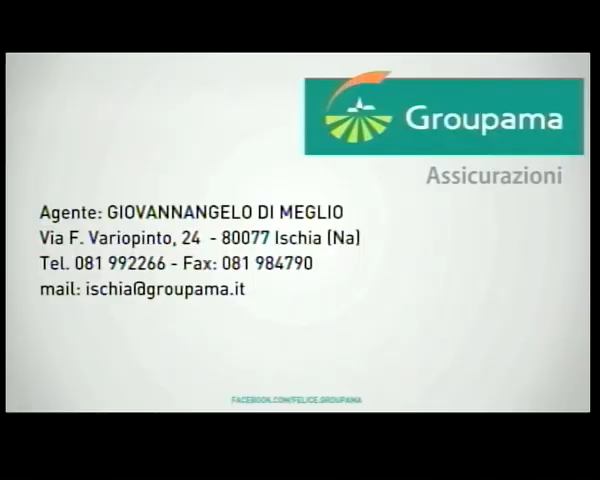 Groupama
Assicurazioni
Agente: GIOVANNANGELO DI MEGLIO
Via F. Variopinto, 24 - 80077 Ischia (Na)
Tel. 081 992266 - Fax: 081 984790
mail: ischia@groupama.it
FACEBOOK.COM/FELICE.GROUPAMA